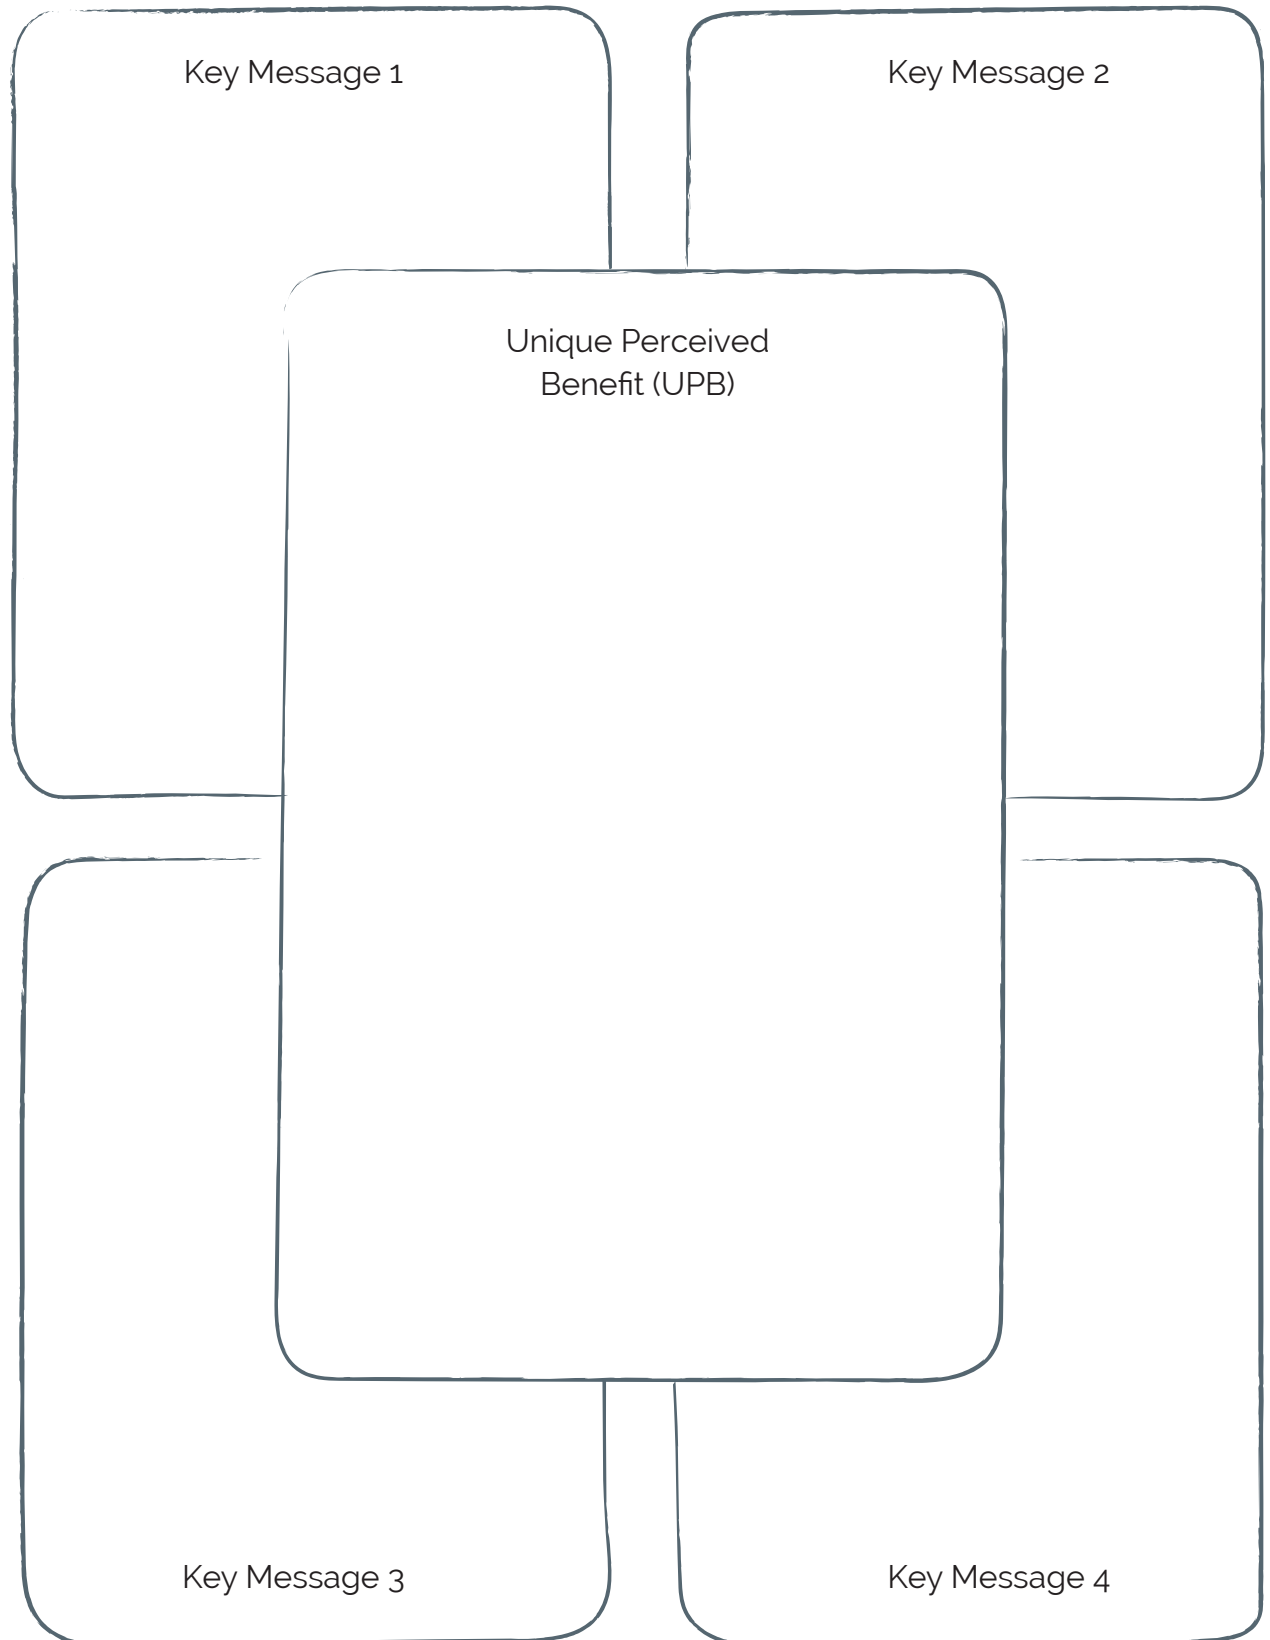 Key Message 1
Key Message 2
Unique Perceived
Benefit (UPB)
Key Message 3
Key Message 4